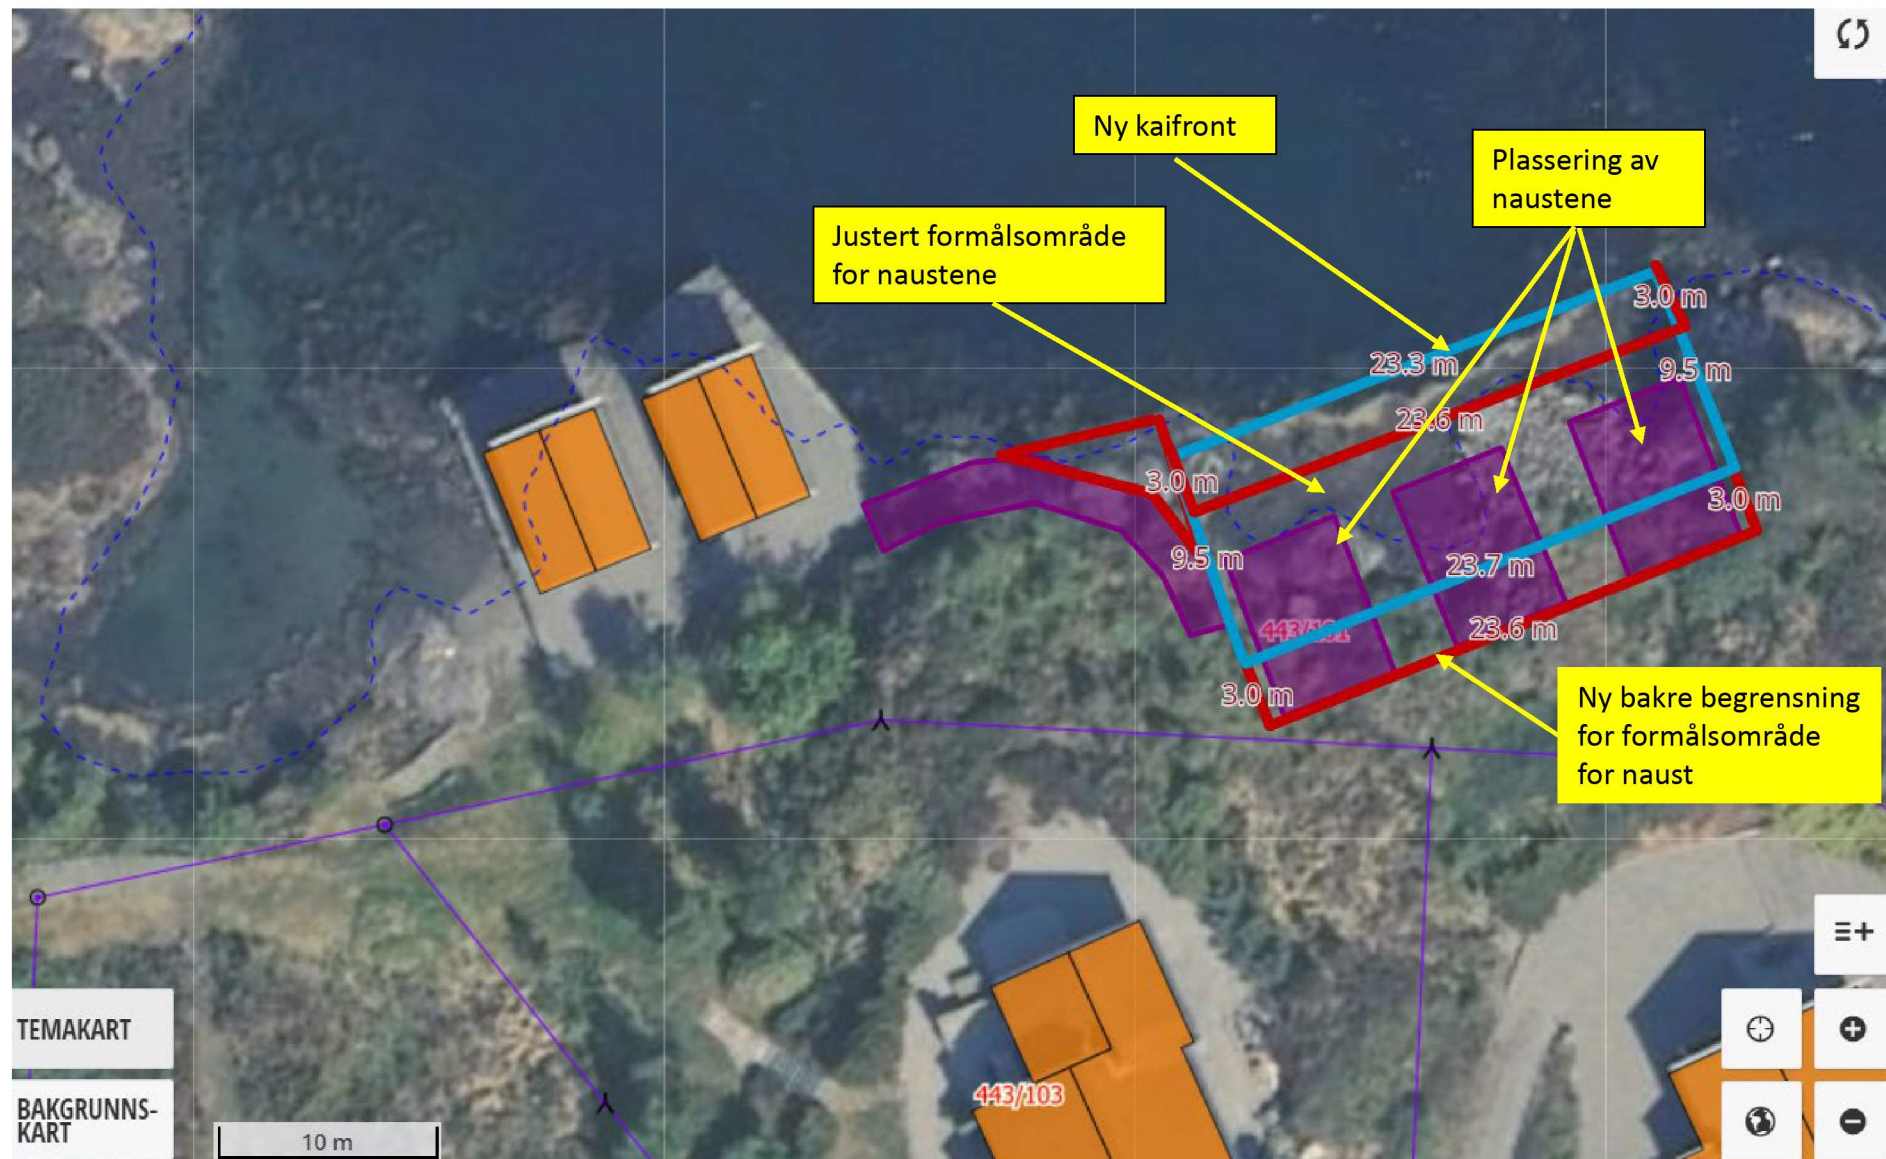 Ny kaifront
Plassering av
naustene
Justert formålsområde
for naustene
3.0 m
23.3 m
9.5 m
23.6 m
3.0 m
3.0 m
9.5 m
23.7 m
443/101
23.6 m
3.0 m
Ny bakre begrensning
for formålsområde
for naust
TEMAKART
443/103
BAKGRUNNS-
KART
10 m